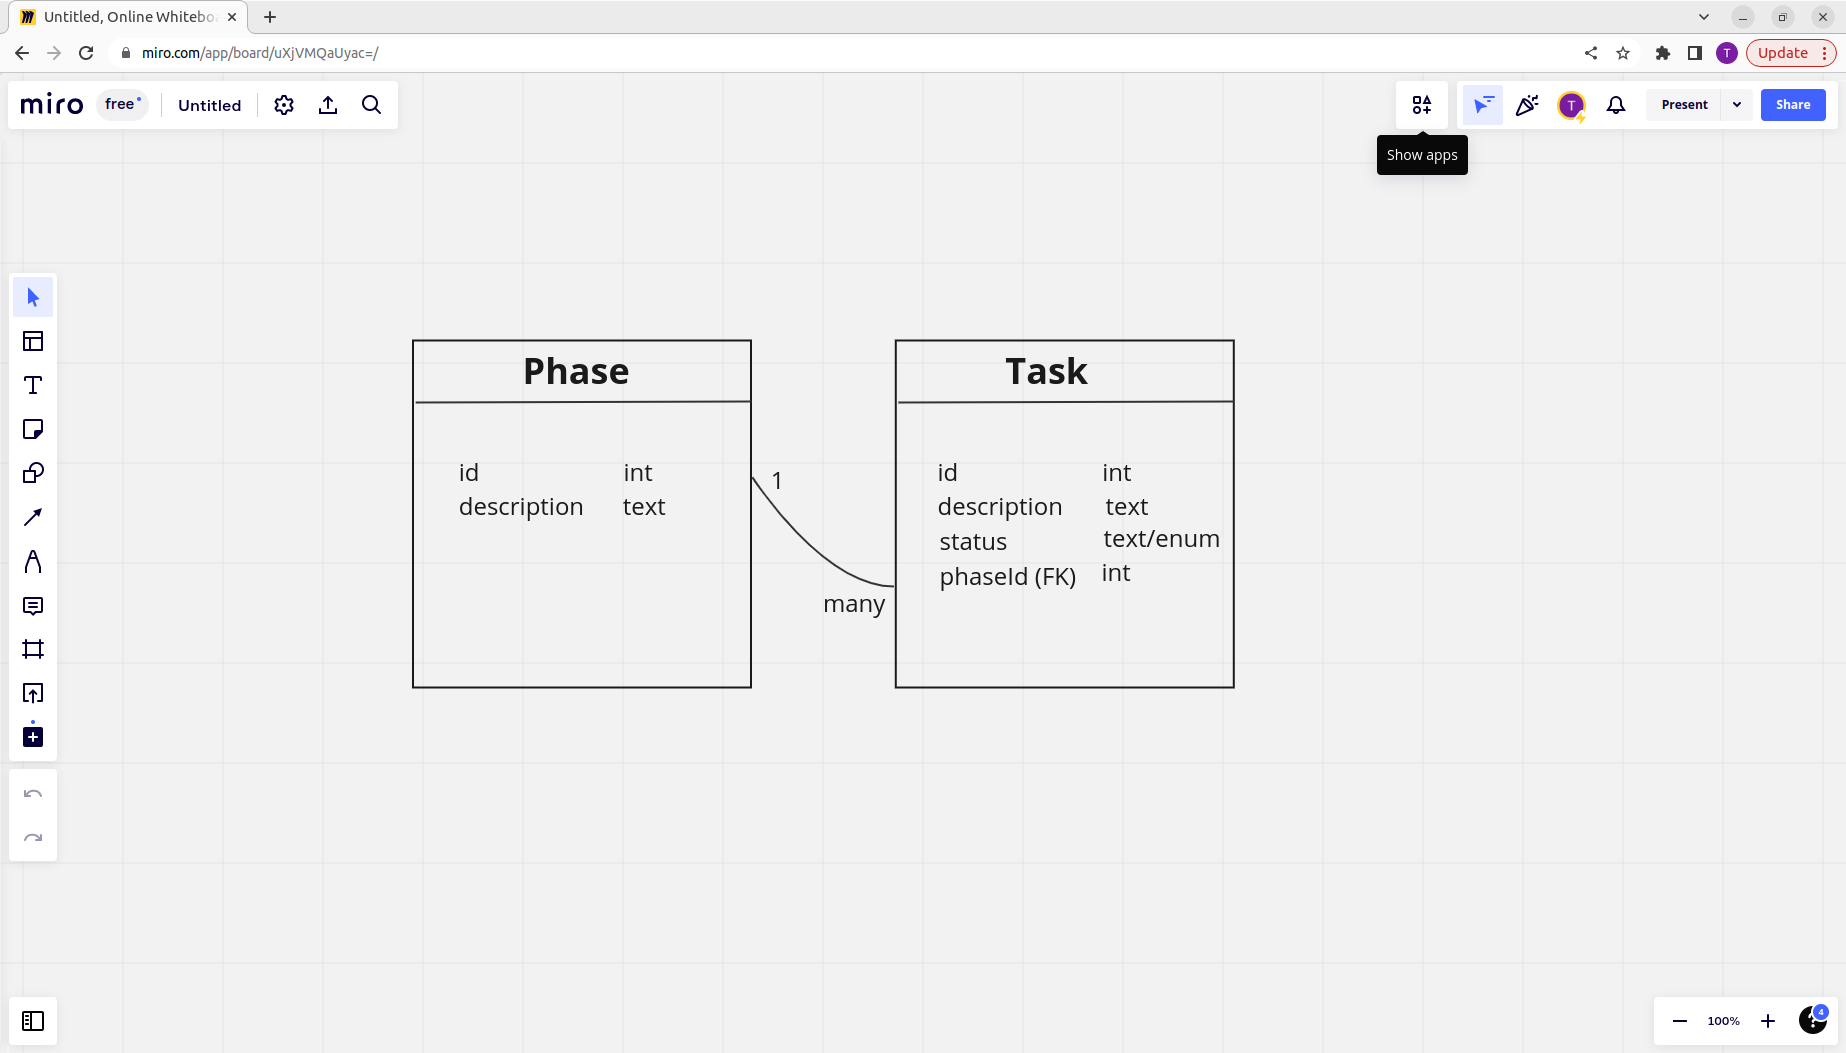 Untitled, Online Whitebo
miro.com/app/board/uXjVMQaUyac=/
T
Update
miro
free
Untitled
T
Present
Share
Show apps
Phase
id int
description text
1
many
Task
id int
description text
status text/enum
phaseId (FK) int
100%
?
4